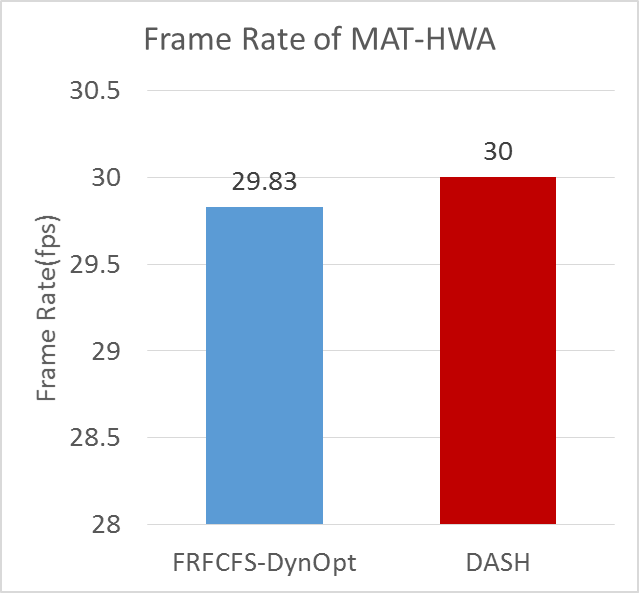 Frame Rate of MAT-HWA
30.5
30
29.5
29
28.5
28
Frame Rate(fps)
29.83
30
FRFCFS-DynOpt
DASH